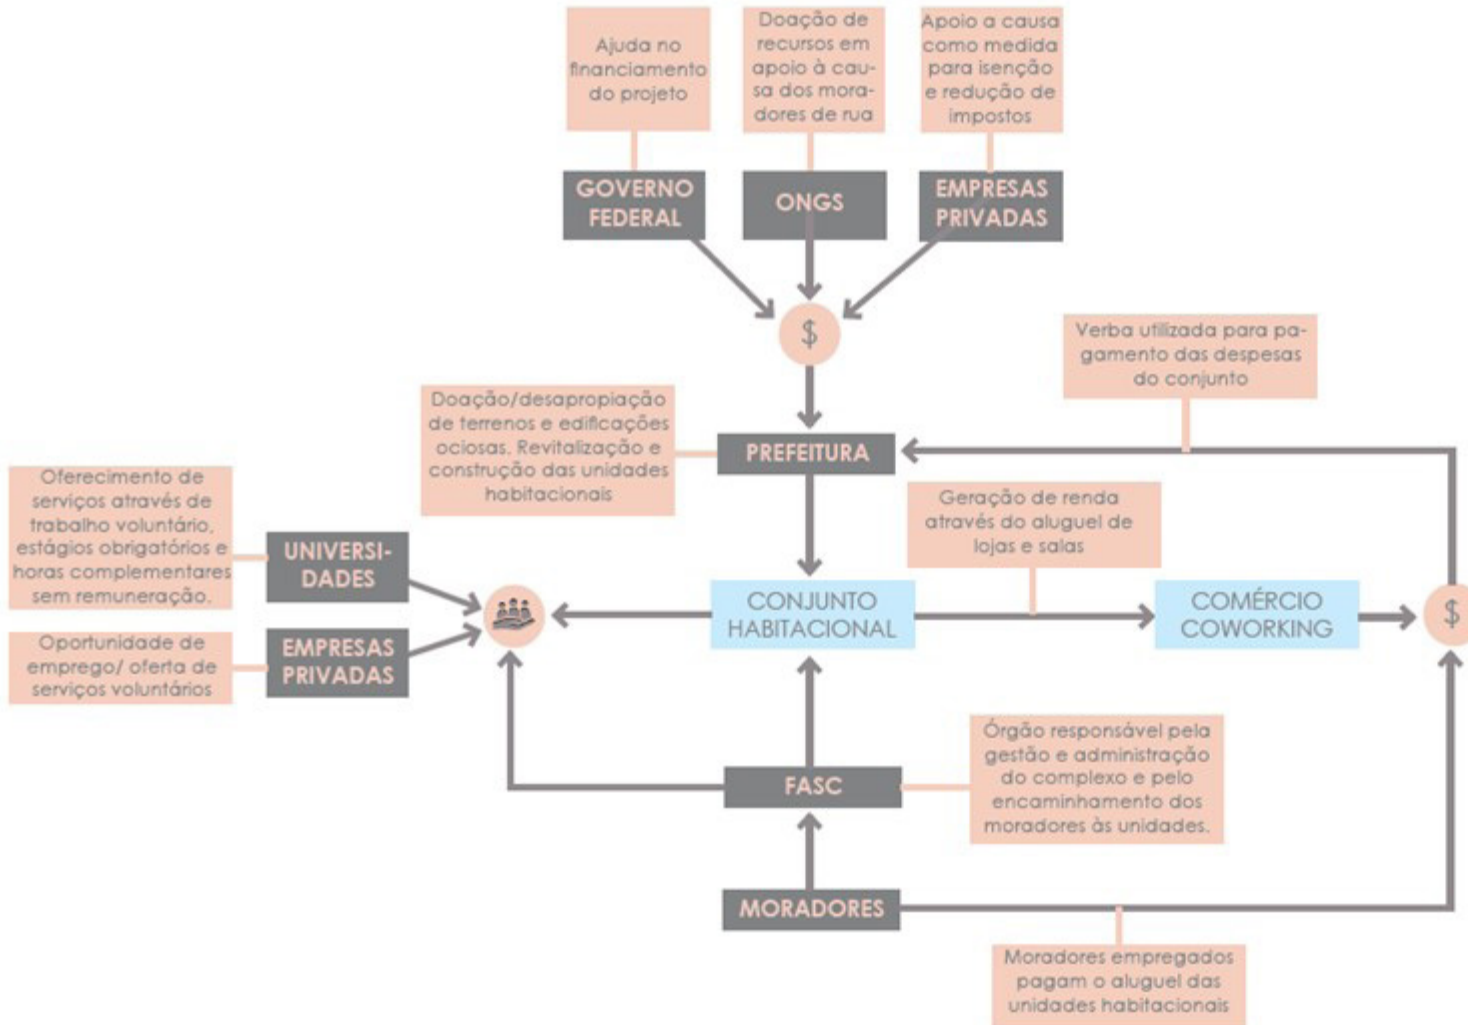 Ajuda no
financiamento
do projeto
Doação de
recursos em
apoio à cau-
sa dos mora-
dores de rua
Apoio a causa
como medida
para isenção
e redução de
impostos
GOVERNO
FEDERAL
ONGS
EMPRESAS
PRIVADAS
$
Verba utilizada para pa-
gamento das despesas
do conjunto
Doação/desapropiação
de terrenos e edificações
ociosas. Revitalização e
construção das unidades
habitacionais
PREFEITURA
Oferecimento de
serviços através de
trabalho voluntário,
estágios obrigatórios e
horas complementares
sem remuneração.
UNIVERSI-
DADES
Geração de renda
através do aluguel de
lojas e salas
CONJUNTO
HABITACIONAL
COMÉRCIO
COWORKING
$
Oportunidade de
emprego/ oferta de
serviços voluntários
EMPRESAS
PRIVADAS
FASC
Órgão responsável pela
gestão e administração
do complexo e pelo
encaminhamento dos
moradores às unidades.
MORADORES
Moradores empregados
pagam o aluguel das
unidades habitacionais